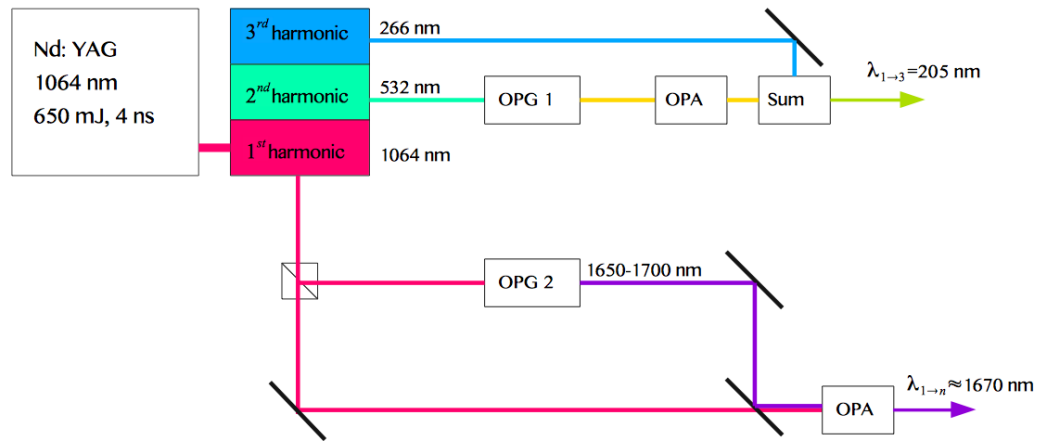 Nd: YAG
1064 nm
650 mJ, 4 ns
3rd harmonic
266 nm
2nd harmonic
532 nm
1st harmonic
1064 nm
OPG 1
OPA
Sum
λ1→3=205 nm
OPG 2
1650-1700 nm
OPA
λ1→n≈1670 nm